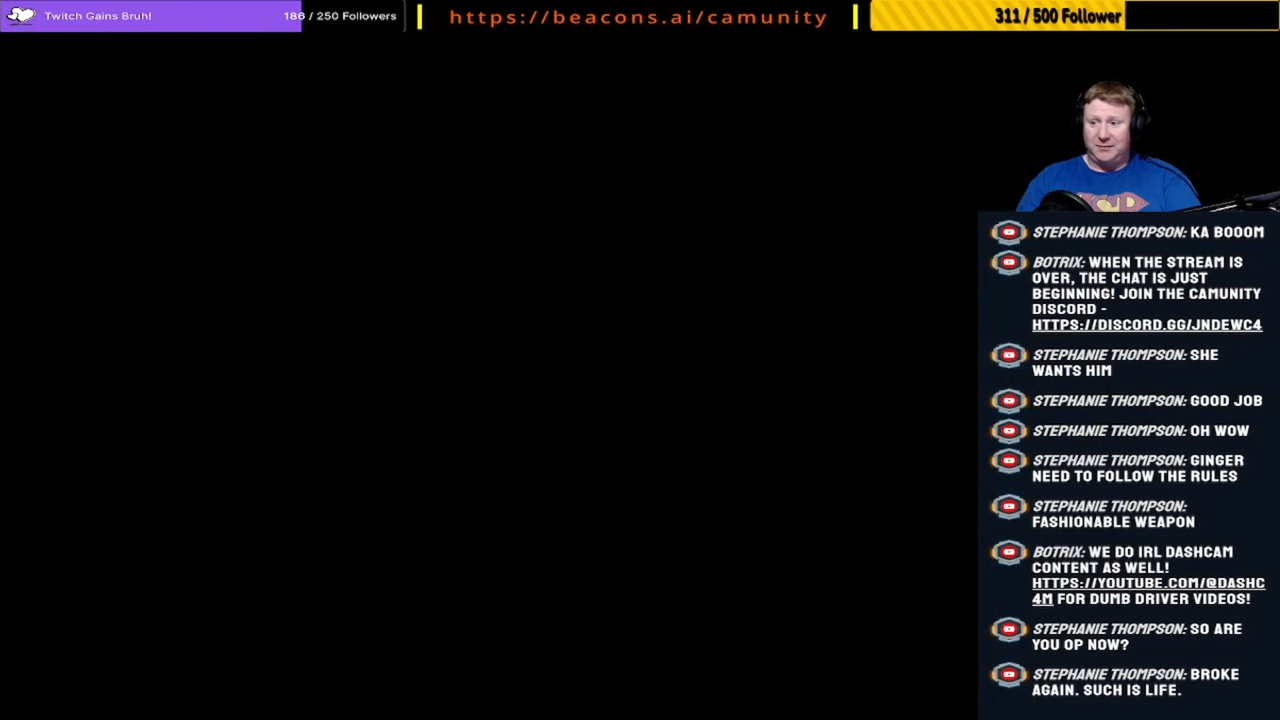 Twitch Gains Bruh!
186 / 250 Followers
https://beacons.ai/camunity
311 / 500 Follower
STEPHANIE THOMPSON: KA BOOOM
BOTRIX: WHEN THE STREAM IS
OVER, THE CHAT IS JUST
BEGINNING! JOIN THE CAMUNITY
DISCORD -
HTTPS://DISCORD.GG/JNDEWC4
STEPHANIE THOMPSON: SHE
WANTS HIM
STEPHANIE THOMPSON: GOOD JOB
STEPHANIE THOMPSON: OH WOW
STEPHANIE THOMPSON: GINGER
NEED TO FOLLOW THE RULES
STEPHANIE THOMPSON:
FASHIONABLE WEAPON
BOTRIX: WE DO IRL DASHCAM
CONTENT AS WELL!
HTTPS://YOUTUBE.COM/@DASHC
4M FOR DUMB DRIVER VIDEOS!
STEPHANIE THOMPSON: SO ARE
YOU OP NOW?
STEPHANIE THOMPSON: BROKE
AGAIN. SUCH IS LIFE.